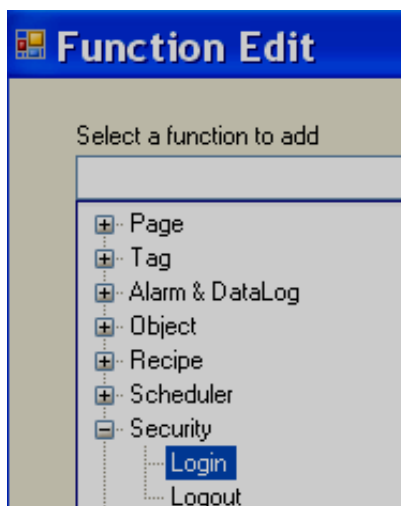 Function Edit
Select a function to add
Page
Tag
Alarm & DataLog
Object
Recipe
Scheduler
Security
Login
Logout